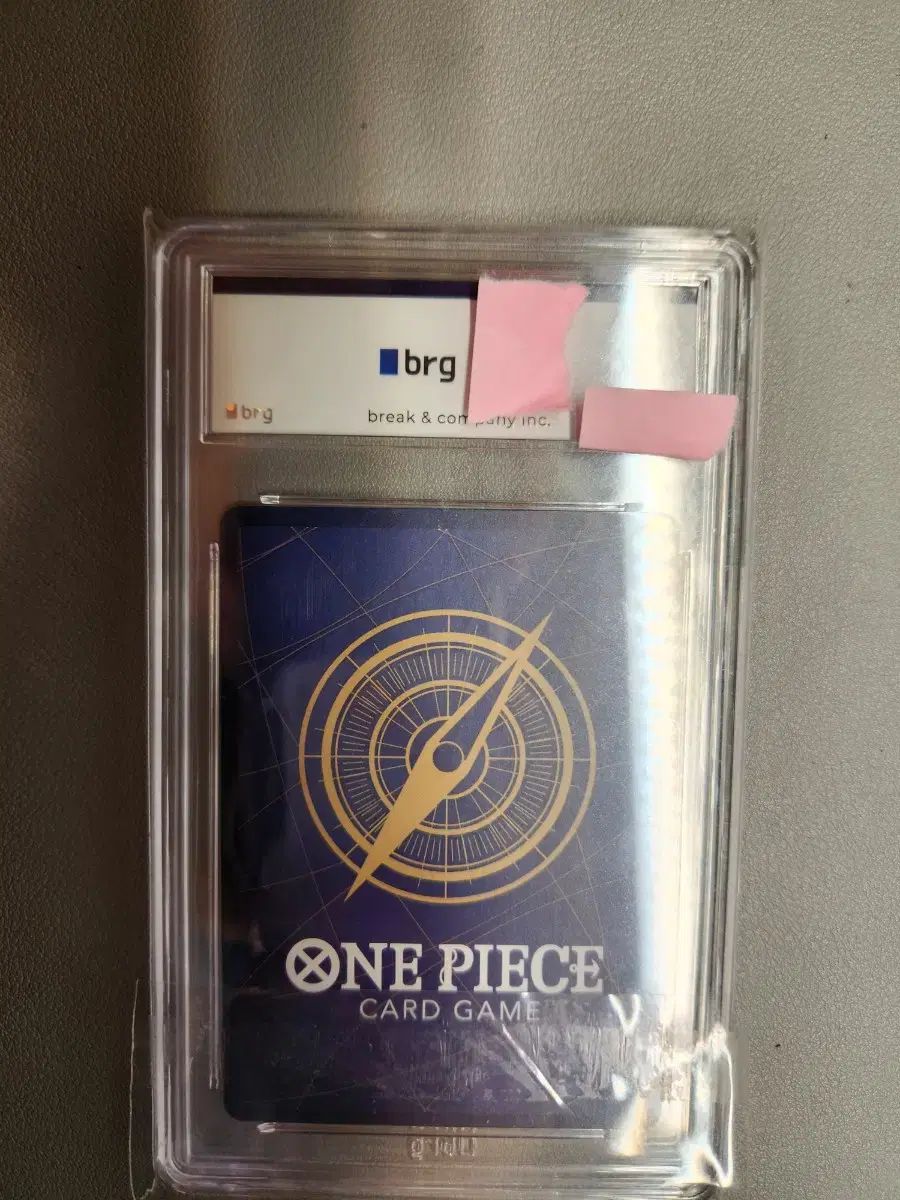 brg
brg
break & company inc.
ONE PIECE
CARD GAME